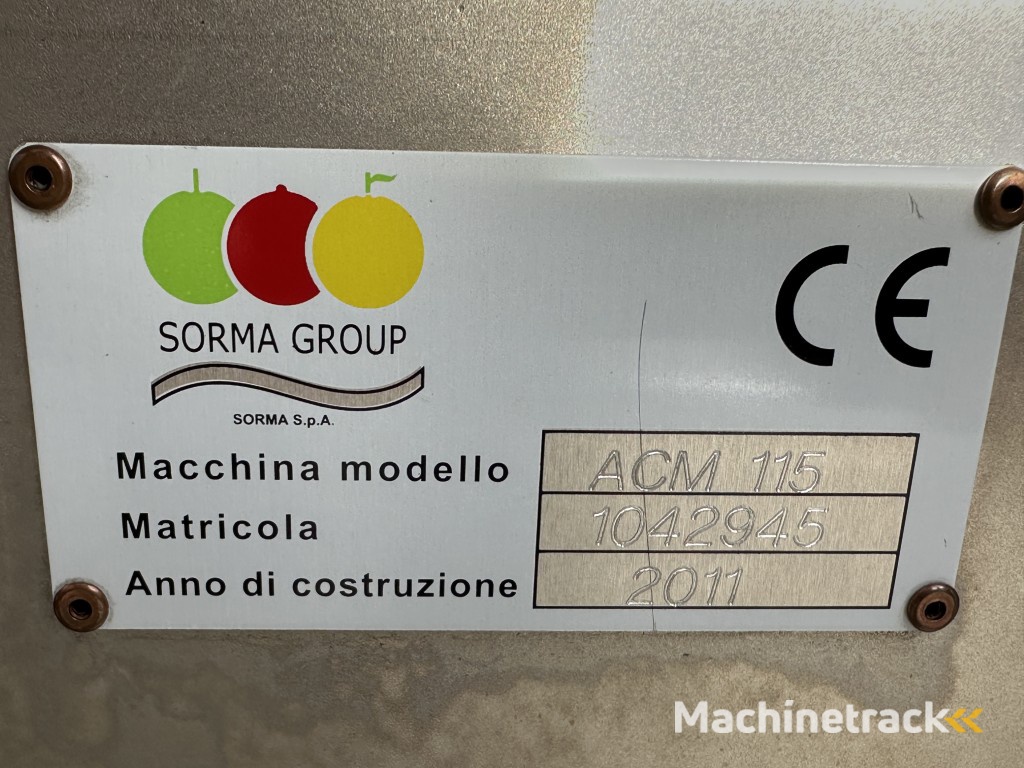 SORMA GROUP
CE
SORMA S.p.A.
Macchina modello ACM 115
Matricola 1042945
Anno di costruzione 2011
Machinetrack